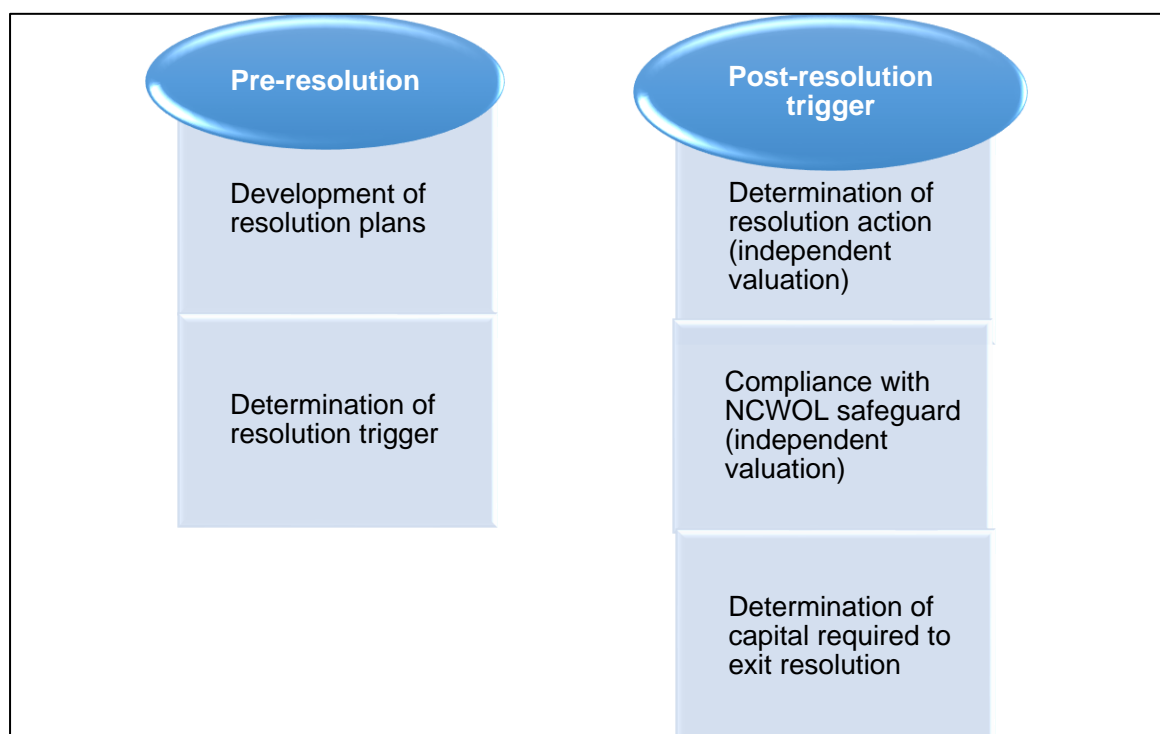 Pre-resolution
Development of
resolution plans
Determination of
resolution trigger
Post-resolution
trigger
Determination of
resolution action
(independent
valuation)
Compliance with
NCWOL safeguard
(independent
valuation)
Determination of
capital required to
exit resolution